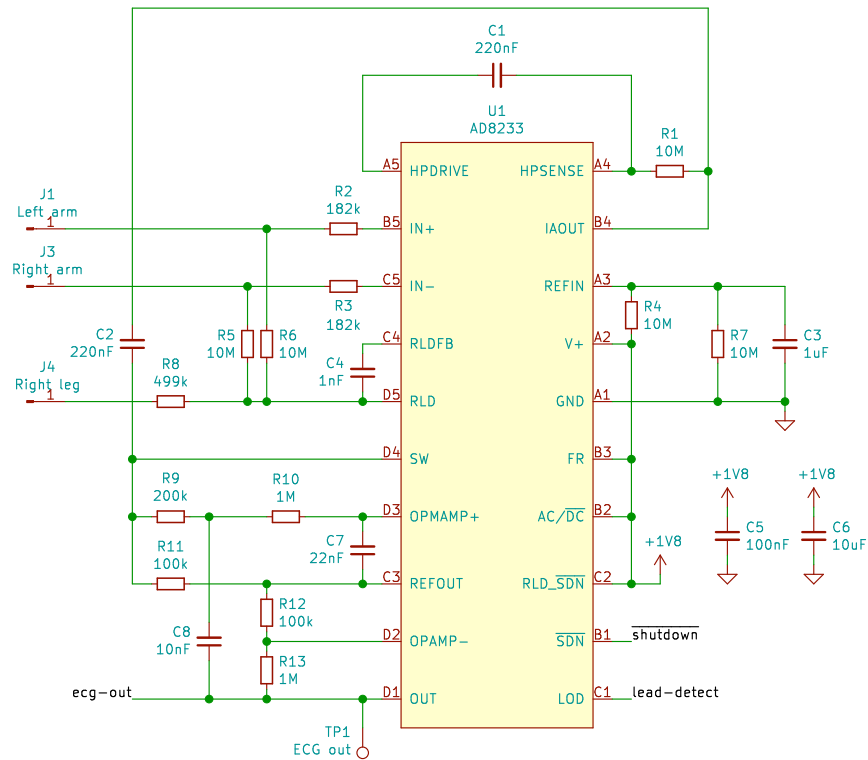 C1
220nF
U1
AD8233
R1
10M
A5 HPDRIVE HPSENSE A4
J1
Left arm
1
R2
182k
B5 IN+ IAOUT B4
J3
Right arm
1
C5 IN- REFIN A3
R3
182k
R4
10M
C2
220nF
R5
10M
R6
10M
C4 RLDFB V+ A2
R7
10M
C3
1uF
J4
Right leg
1
R8
499k
C4
1nF
D5 RLD GND A1
D4 SW FR B3
R9
200k
R10
1M
+1V8
+1V8
D3 OPMAMP+ AC/DC B2
C5
100nF
C6
10uF
R11
100k
C7
22nF
+1V8
C3 REFOUT RLD_SDN C2
R12
100k
C8
10nF
D2 OPAMP- SDN B1 shutdown
R13
1M
ecg-out D1 OUT LOD C1 lead-detect
TP1
ECG out